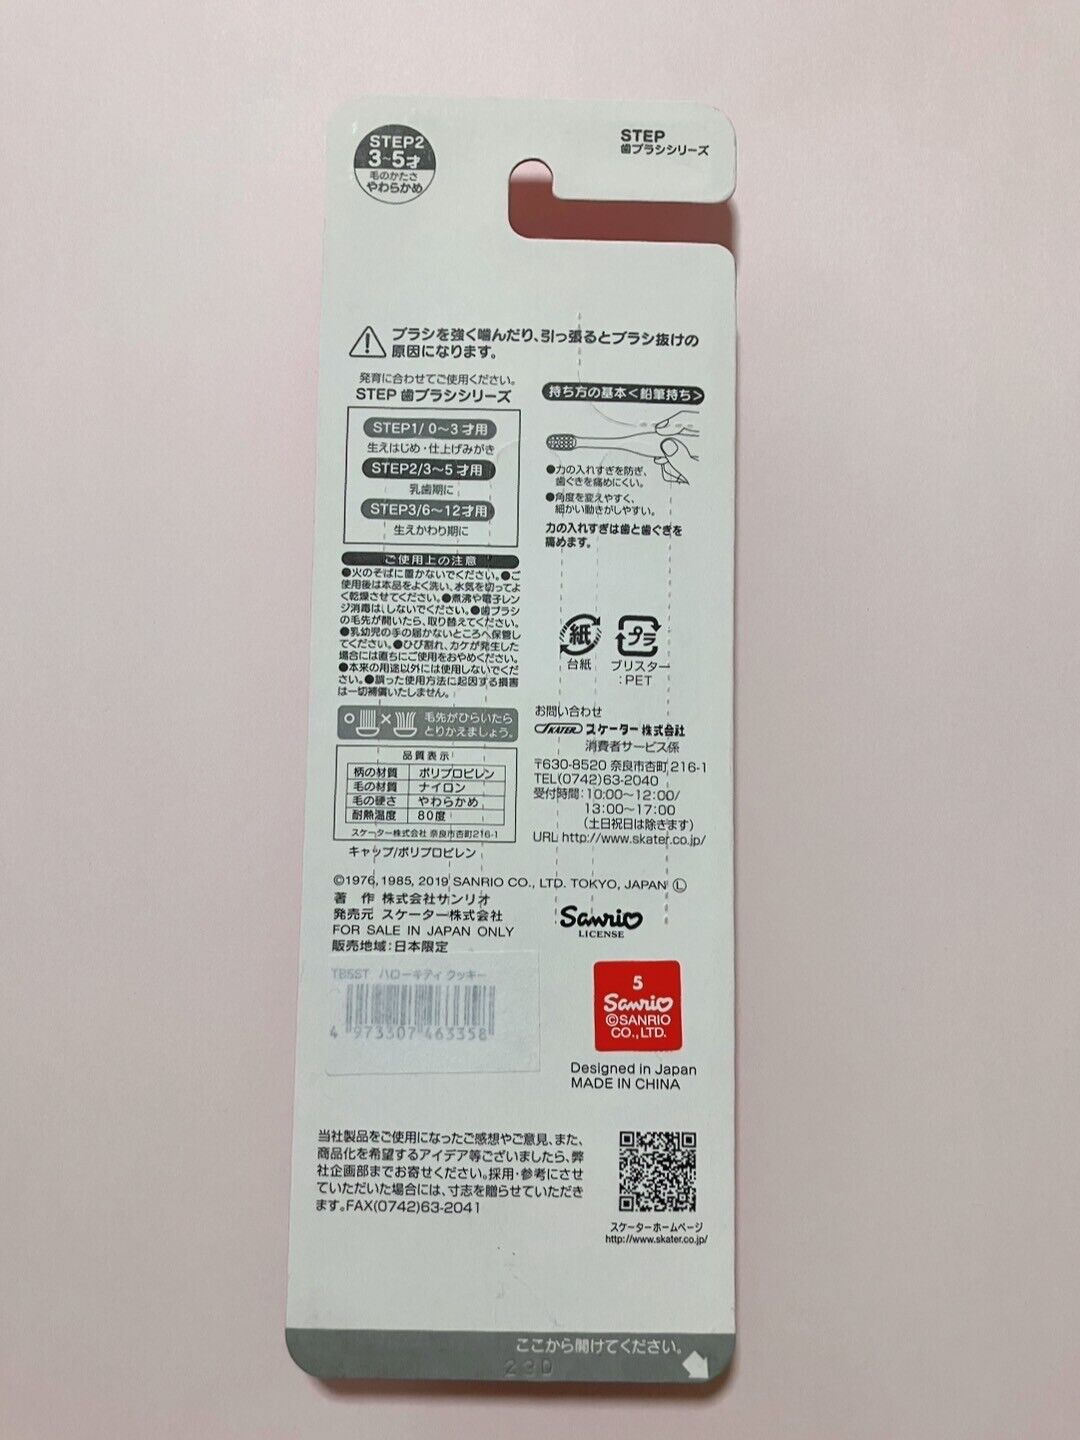 STEP2
3~5才
毛のかたさ
やわらかめ
STEP
歯ブラシシリーズ
ブラシを強く噛んだり、引っ張るとブラシ抜けの
原因になります。
発育に合わせてご使用ください。
STEP 歯ブラシシリーズ
STEP1/0～3才用
生えはじめ・仕上げみがき
STEP2/3～5才用
乳歯期に
STEP3/6～12才用
生えかわり期に
持ち方の基本<鉛筆持ち>
●力の入れすぎを防ぎ、
歯ぐきを痛めにくい。
●角度を変えやすく、
細かい動きがしやすい。
力の入れすぎは歯と歯ぐきを
痛めます。
ご使用上の注意
●火のそばに置かないでください。●ご
使用後は本品をよく洗い、水気を切ってよ
く乾燥させてください。●煮沸や電子レン
ジ消毒は、しないでください。●歯ブラシ
の毛先が開いたら、取り替えてください。
●乳幼児の手の届かないところへ保管し
てください。●ひび割れ、カケが発生した
場合には直ちにご使用をおやめください。
●本来の用途以外には使用しないでくだ
さい。●誤った使用方法に起因する損害
は一切補償いたしません。
毛先がひらいたら
とりかえましょう。
品質表示
柄の材質 ポリプロピレン
毛の材質 ナイロン
毛の硬さ やわらかめ
耐熱温度 80度
スケーター株式会社 奈良市杏町216-1
キャップ/ポリプロピレン
紙
台紙
プラ
ブリスター
:PET
お問い合わせ
SKATER スケーター 株式会社
消費者サービス係
〒630-8520 奈良市杏町216-1
TEL(0742)63-2040
受付時間:10:00～12:00/
13:00～17:00
(土日祝日は除きます)
URL http://www.skater.co.jp/
©1976, 1985, 2019 SANRIO CO., LTD. TOKYO, JAPAN Ⓛ
著 作 株式会社サンリオ
発売元 スケーター株式会社
FOR SALE IN JAPAN ONLY
販売地域:日本限定
Sanrio
LICENSE
TB5ST ハローキティ クッキー
4 973307 463358
5
Sanrio
©SANRIO
CO., LTD.
Designed in Japan
MADE IN CHINA
当社製品をご使用になったご感想やご意見、また、
商品化を希望するアイデア等ございましたら、弊
社企画部までお寄せください。採用・参考にさせ
ていただいた場合には、寸志を贈らせていただき
ます。FAX(0742)63-2041
スケーターホームページ
http://www.skater.co.jp/
ここから開けてください。
23D